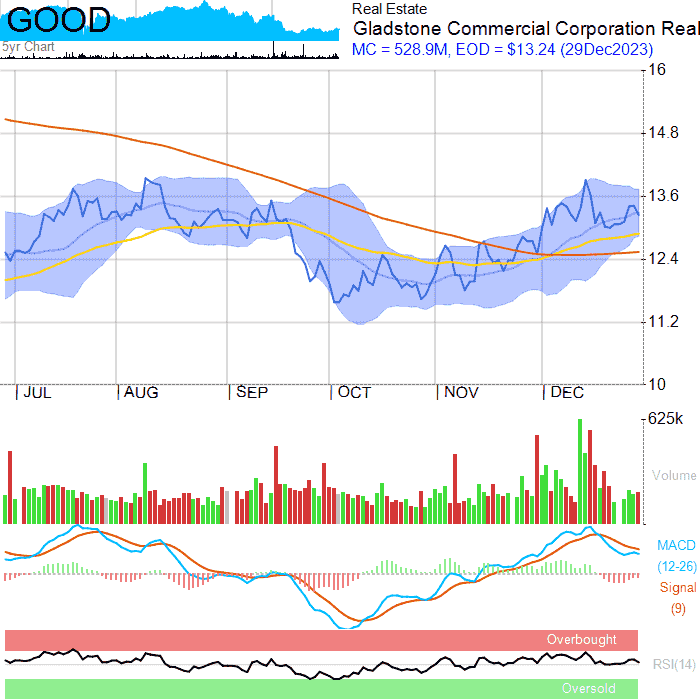 GOOD
5yr Chart
Real Estate
Gladstone Commercial Corporation Real
MC = 528.9M, EOD = $13.24 (29Dec2023)
16
14.8
13.6
12.4
11.2
10
JUL AUG SEP OCT NOV DEC
625k
Volume
MACD
(12-26)
Signal
(9)
Overbought
RSI(14)
Oversold